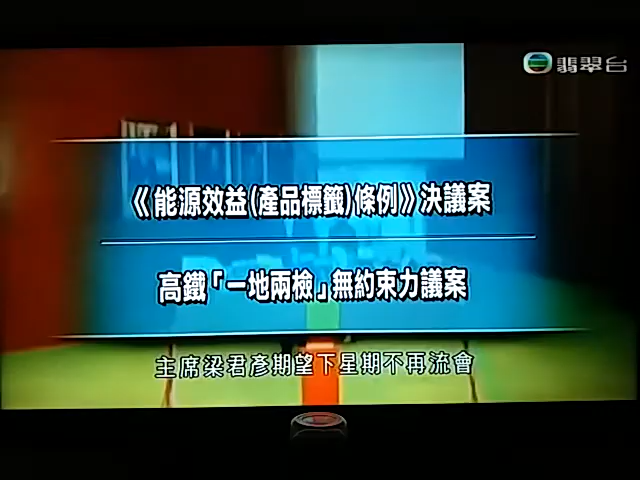 翡翠台
《能源效益(產品標籤)條例》決議案
高鐵「一地兩檢」無約束力議案
主席梁君彥期望下星期不再流會